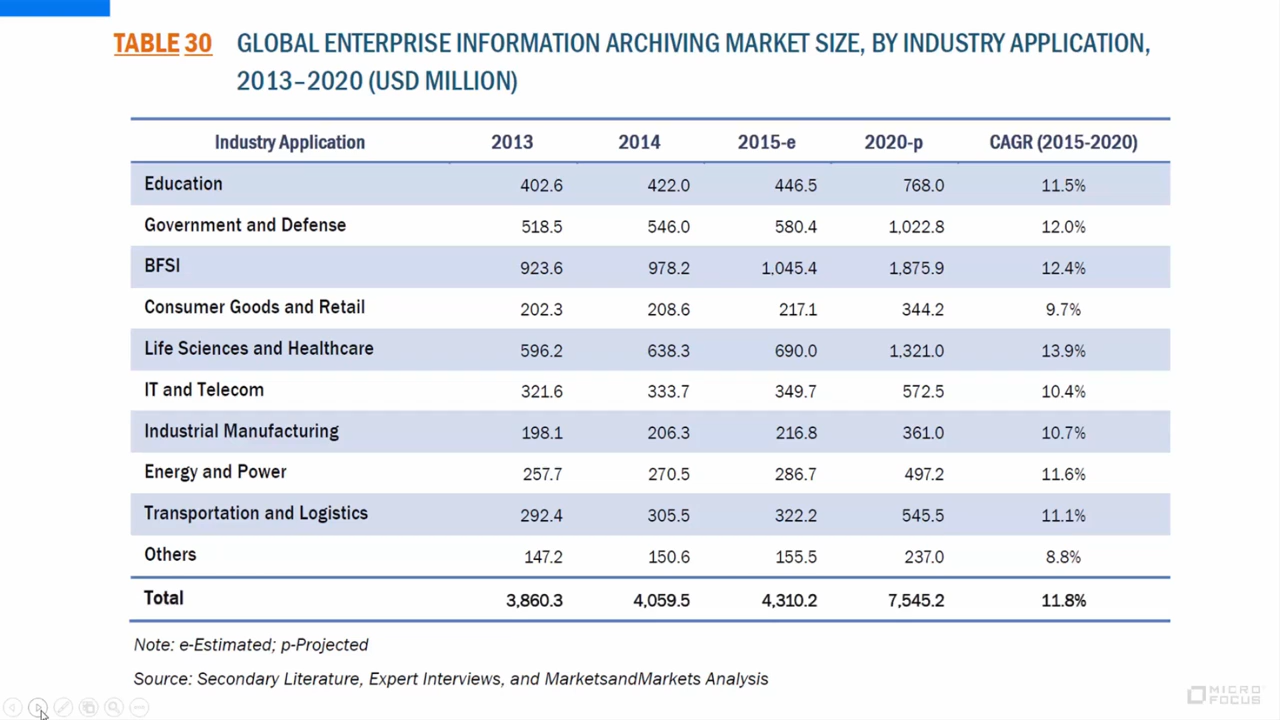 TABLE 30 GLOBAL ENTERPRISE INFORMATION ARCHIVING MARKET SIZE, BY INDUSTRY APPLICATION,
2013–2020 (USD MILLION)
Industry Application 2013 2014 2015-e 2020-p CAGR (2015-2020)
Education 402.6 422.0 446.5 768.0 11.5%
Government and Defense 518.5 546.0 580.4 1,022.8 12.0%
BFSI 923.6 978.2 1,045.4 1,875.9 12.4%
Consumer Goods and Retail 202.3 208.6 217.1 344.2 9.7%
Life Sciences and Healthcare 596.2 638.3 690.0 1,321.0 13.9%
IT and Telecom 321.6 333.7 349.7 572.5 10.4%
Industrial Manufacturing 198.1 206.3 216.8 361.0 10.7%
Energy and Power 257.7 270.5 286.7 497.2 11.6%
Transportation and Logistics 292.4 305.5 322.2 545.5 11.1%
Others 147.2 150.6 155.5 237.0 8.8%
Total 3,860.3 4,059.5 4,310.2 7,545.2 11.8%
Note: e-Estimated; p-Projected
Source: Secondary Literature, Expert Interviews, and MarketsandMarkets Analysis
MICRO
FOCUS